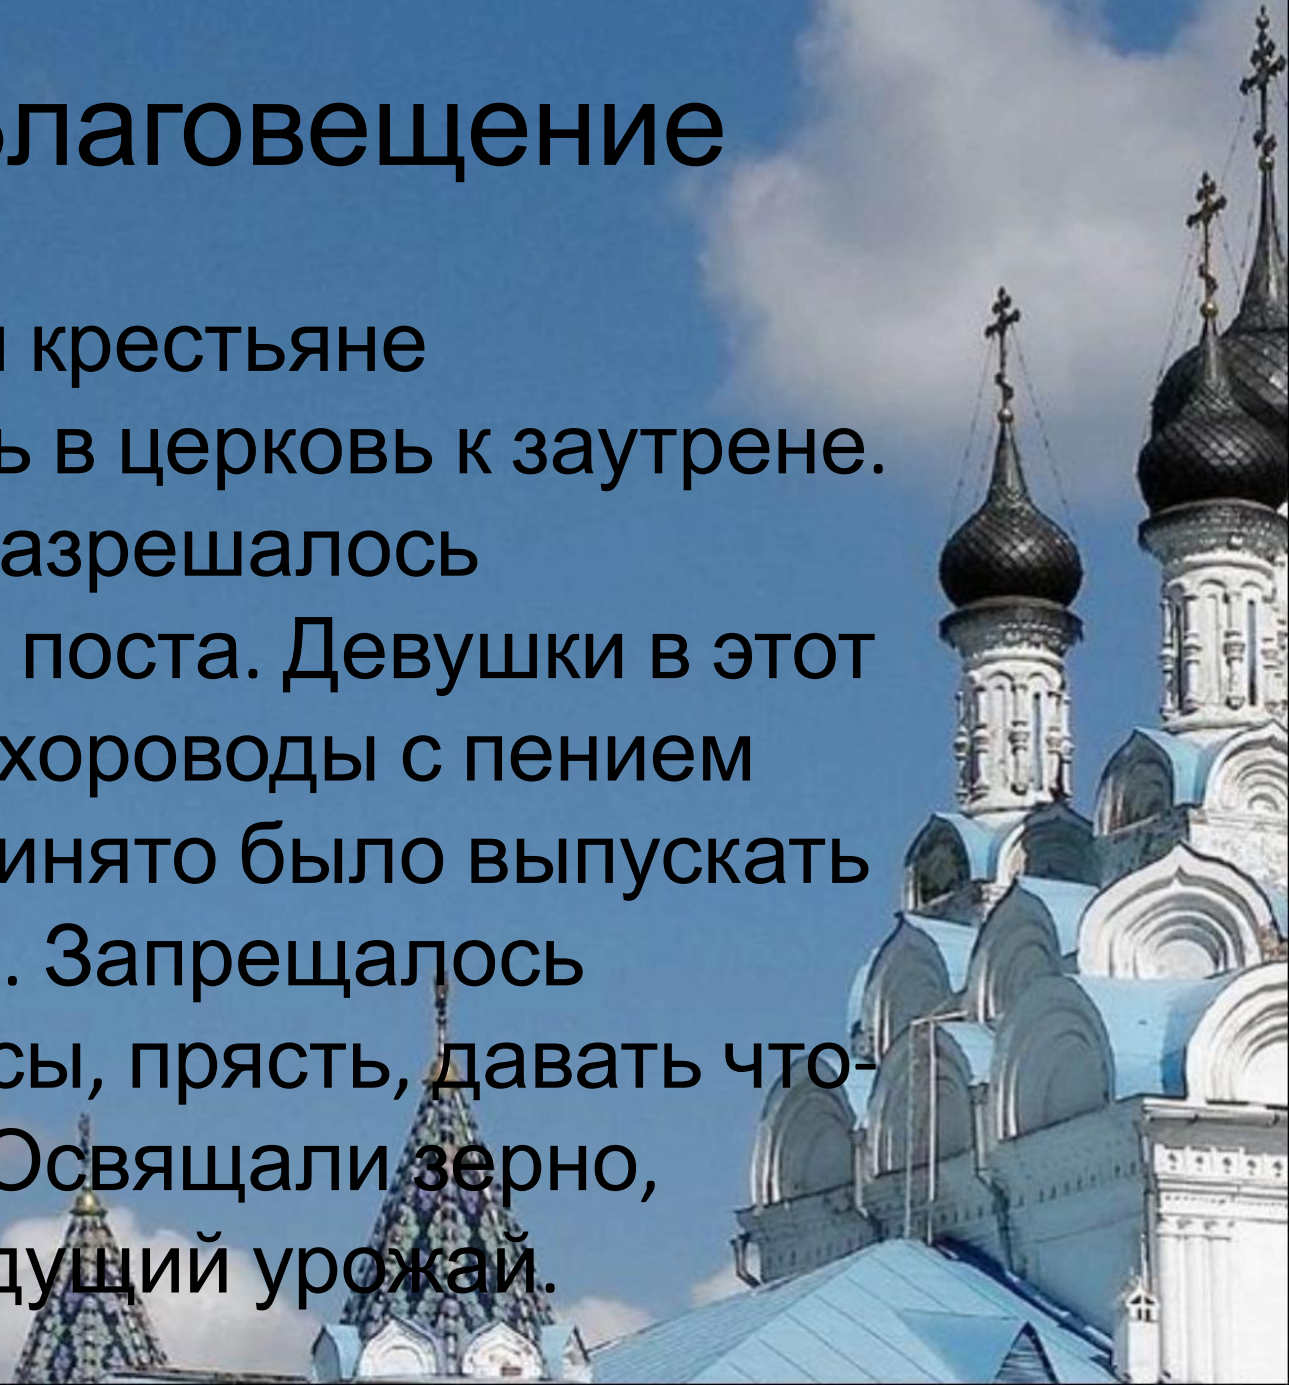 лаговещение
крестьяне
ь в церковь к заутрене.
азрешалось
поста. Девушки в этот
хороводы с пением
инято было выпускать
. Запрещалось
сы, прясть, давать что-
Освящали зерно,
дущий урожай.